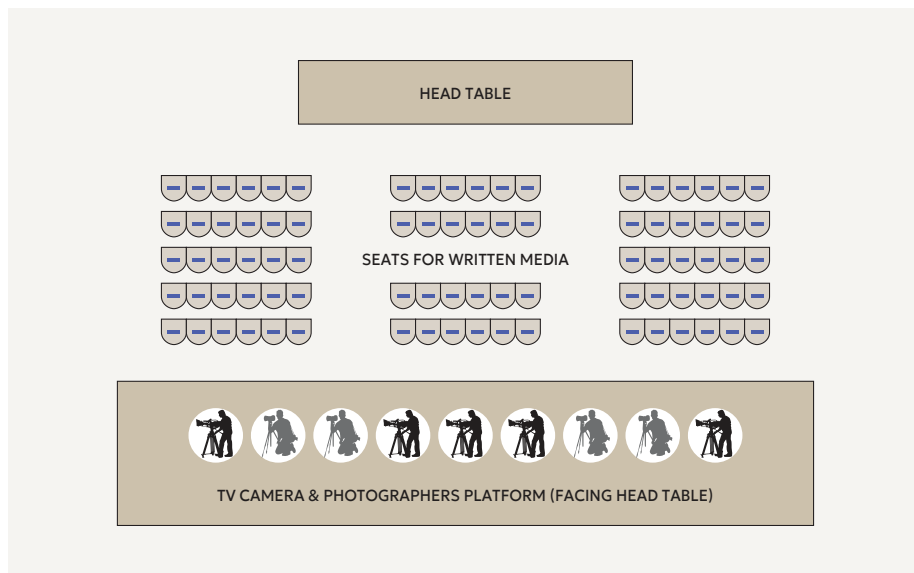 HEAD TABLE
SEATS FOR WRITTEN MEDIA
TV CAMERA & PHOTOGRAPHERS PLATFORM (FACING HEAD TABLE)